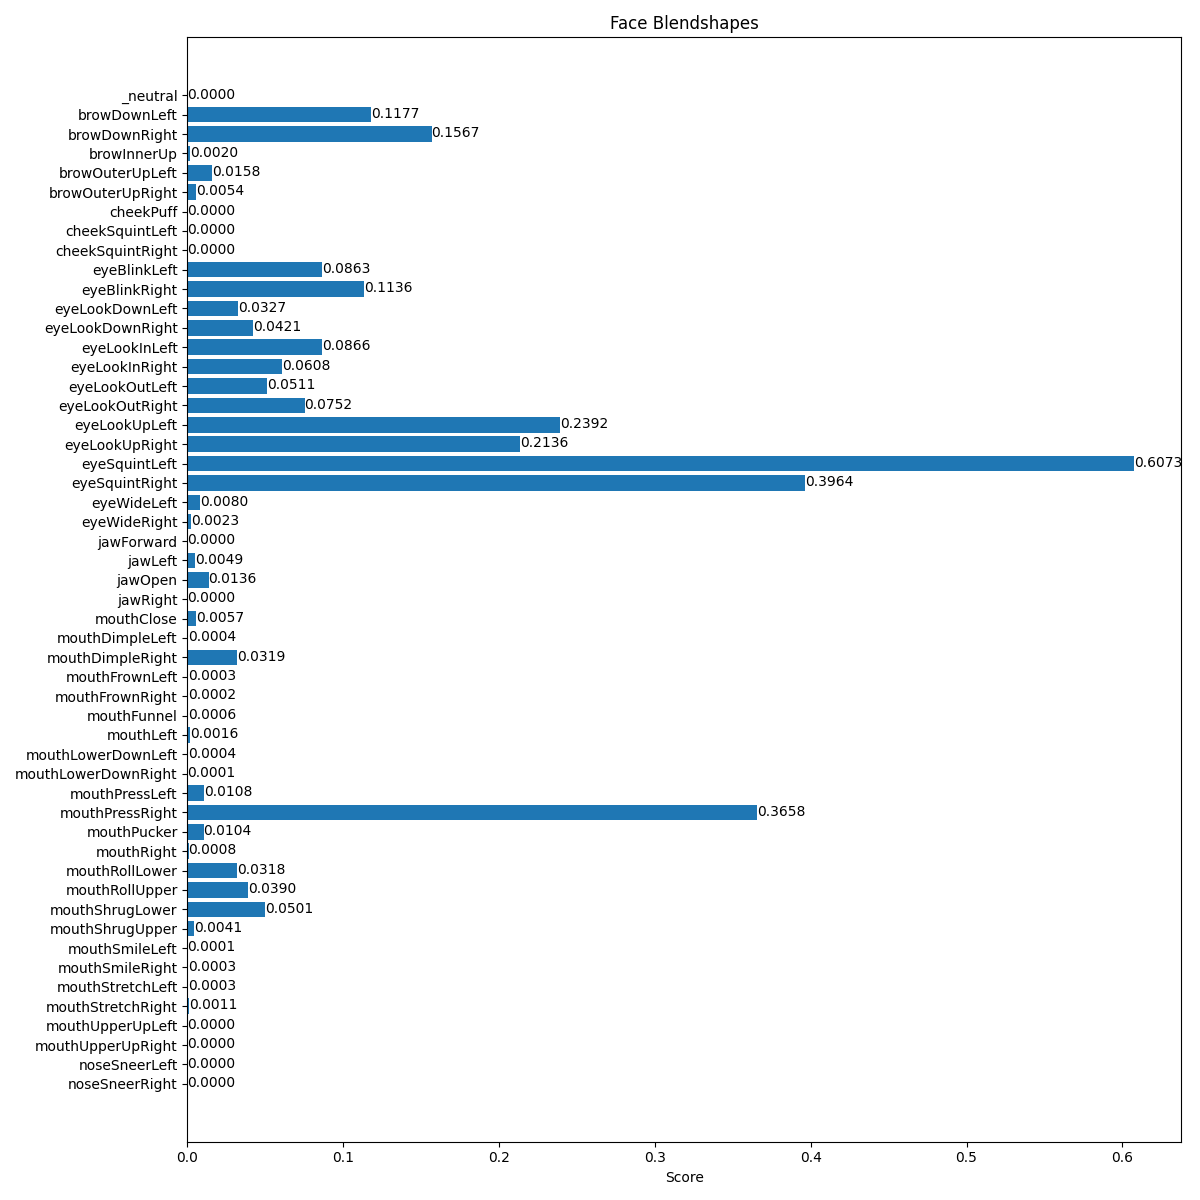 Face Blendshapes
_neutral 0.0000
browDownLeft 0.1177
browDownRight 0.1567
browInnerUp 0.0020
browOuterUpLeft 0.0158
browOuterUpRight 0.0054
cheekPuff 0.0000
cheekSquintLeft 0.0000
cheekSquintRight 0.0000
eyeBlinkLeft 0.0863
eyeBlinkRight 0.1136
eyeLookDownLeft 0.0327
eyeLookDownRight 0.0421
eyeLookInLeft 0.0866
eyeLookInRight 0.0608
eyeLookOutLeft 0.0511
eyeLookOutRight 0.0752
eyeLookUpLeft 0.2392
eyeLookUpRight 0.2136
eyeSquintLeft 0.6073
eyeSquintRight 0.3964
eyeWideLeft 0.0080
eyeWideRight 0.0023
jawForward 0.0000
jawLeft 0.0049
jawOpen 0.0136
jawRight 0.0000
mouthClose 0.0057
mouthDimpleLeft 0.0004
mouthDimpleRight 0.0319
mouthFrownLeft 0.0003
mouthFrownRight 0.0002
mouthFunnel 0.0006
mouthLeft 0.0016
mouthLowerDownLeft 0.0004
mouthLowerDownRight 0.0001
mouthPressLeft 0.0108
mouthPressRight 0.3658
mouthPucker 0.0104
mouthRight 0.0008
mouthRollLower 0.0318
mouthRollUpper 0.0390
mouthShrugLower 0.0501
mouthShrugUpper 0.0041
mouthSmileLeft 0.0001
mouthSmileRight 0.0003
mouthStretchLeft 0.0003
mouthStretchRight 0.0011
mouthUpperUpLeft 0.0000
mouthUpperUpRight 0.0000
noseSneerLeft 0.0000
noseSneerRight 0.0000
0.0 0.1 0.2 0.3 0.4 0.5 0.6
Score